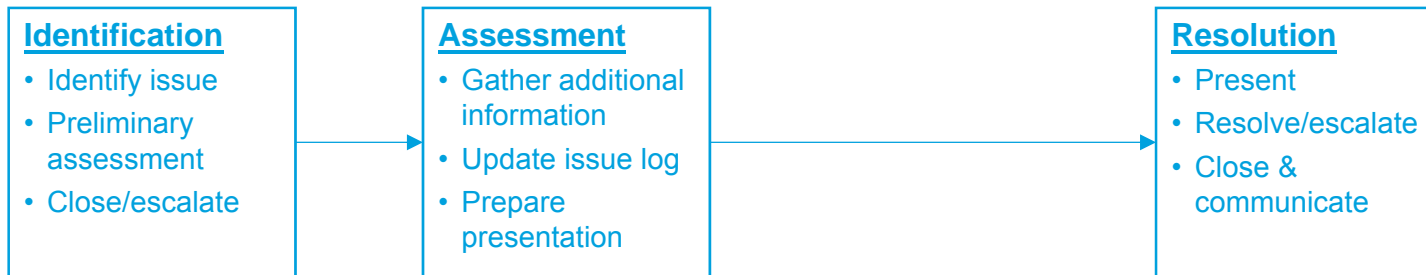 Identification
• Identify issue
• Preliminary
assessment
• Close/escalate
Assessment
• Gather additional
information
• Update issue log
• Prepare
presentation
Resolution
• Present
• Resolve/escalate
• Close &
communicate